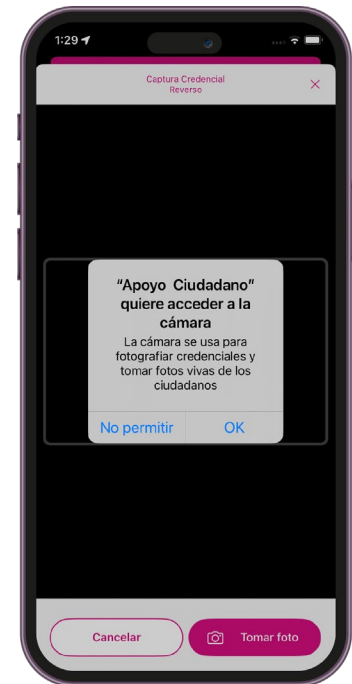 1:29
Captura Credencial
Reverso
“Apoyo Ciudadano”
quiere acceder a la
cámara
La cámara se usa para
fotografiar credenciales y
tomar fotos vivas de los
ciudadanos
No permitir OK
Cancelar Tomar foto